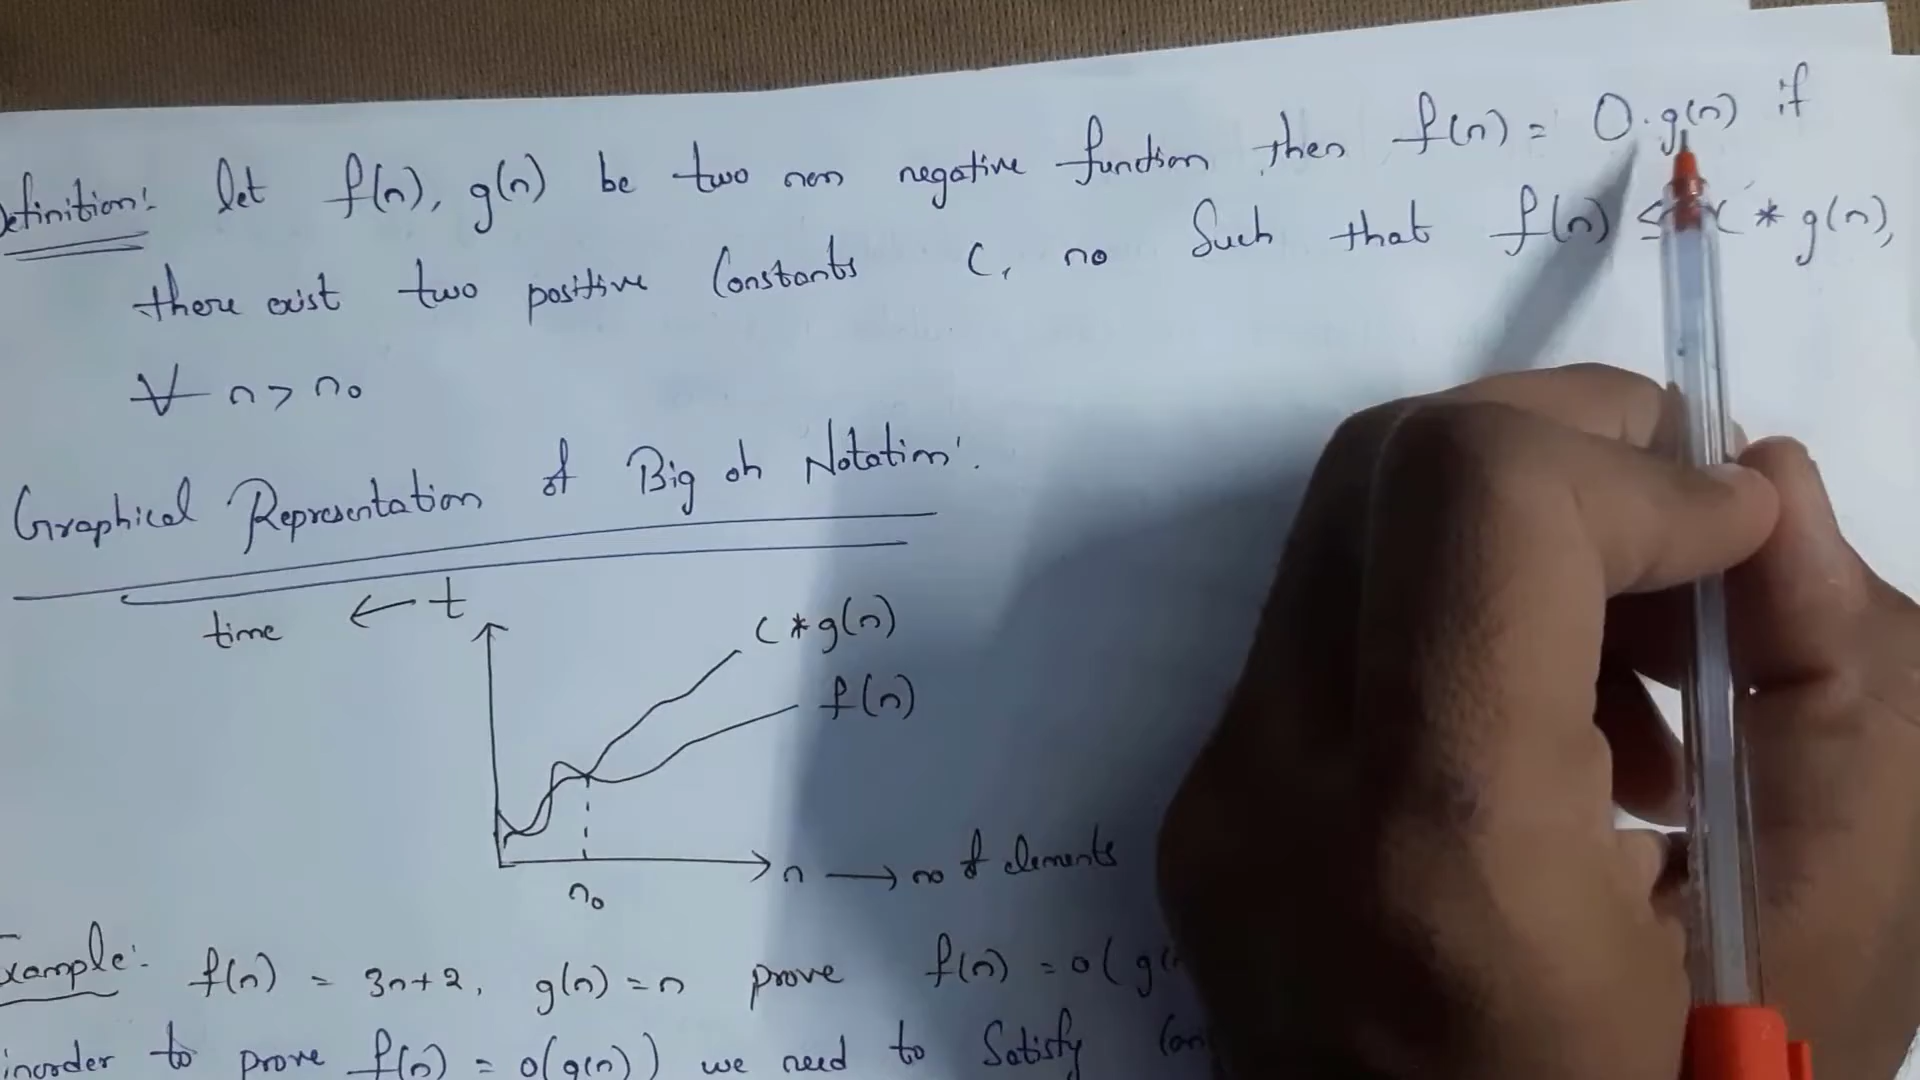 efinition: let f(n), g(n) be two non negative function then f(n) = O.g(n) if
there exist two positive Constants C, no Such that f(n) ≤ C * g(n),
∀ n > n₀
Graphical Representation of Big oh Notation:
time ← t
C * g(n)
f(n)
n → no of elements
n₀
xample: f(n) = 3n+2, g(n) = n prove f(n) = o(g(
inorder to prove f(n) = o(g(n)) we need to Satisfy